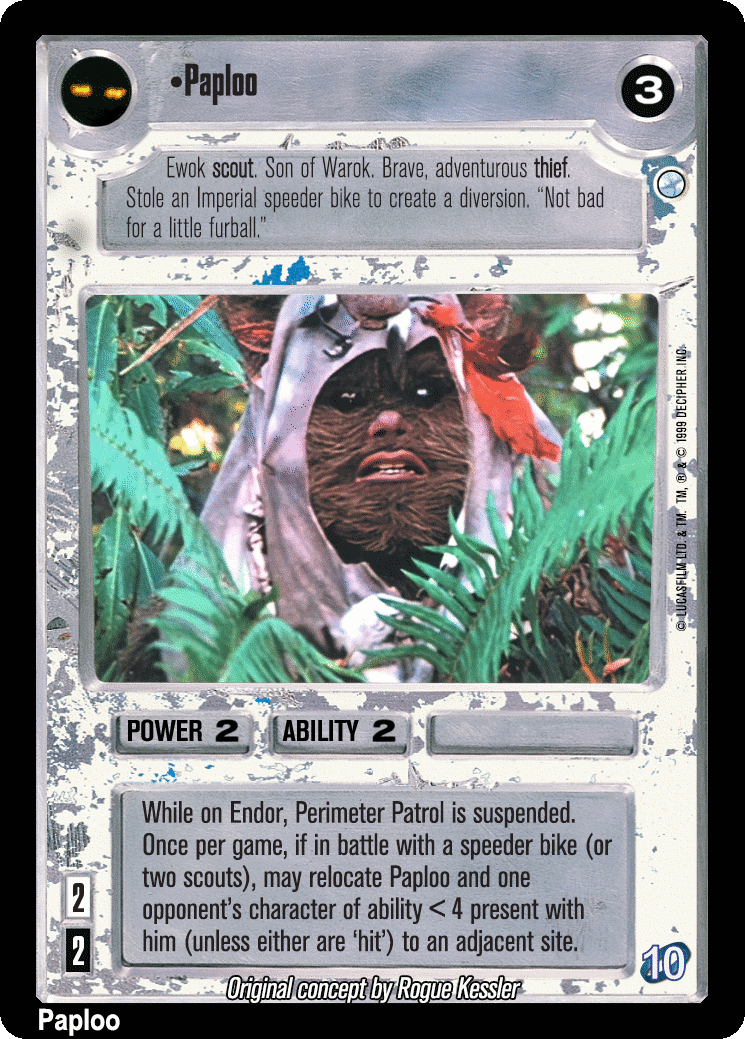 •Paploo
3
Ewok scout. Son of Warok. Brave, adventurous thief.
Stole an Imperial speeder bike to create a diversion. “Not bad
for a little furball.”
© LUCASFILM LTD. & TM. TM, ® & © 1999 DECIPHER INC.
POWER 2 ABILITY 2
While on Endor, Perimeter Patrol is suspended.
Once per game, if in battle with a speeder bike (or
two scouts), may relocate Paploo and one
opponent’s character of ability < 4 present with
him (unless either are ‘hit’) to an adjacent site.
2
2
10
Original concept by Rogue Kessler
Paploo